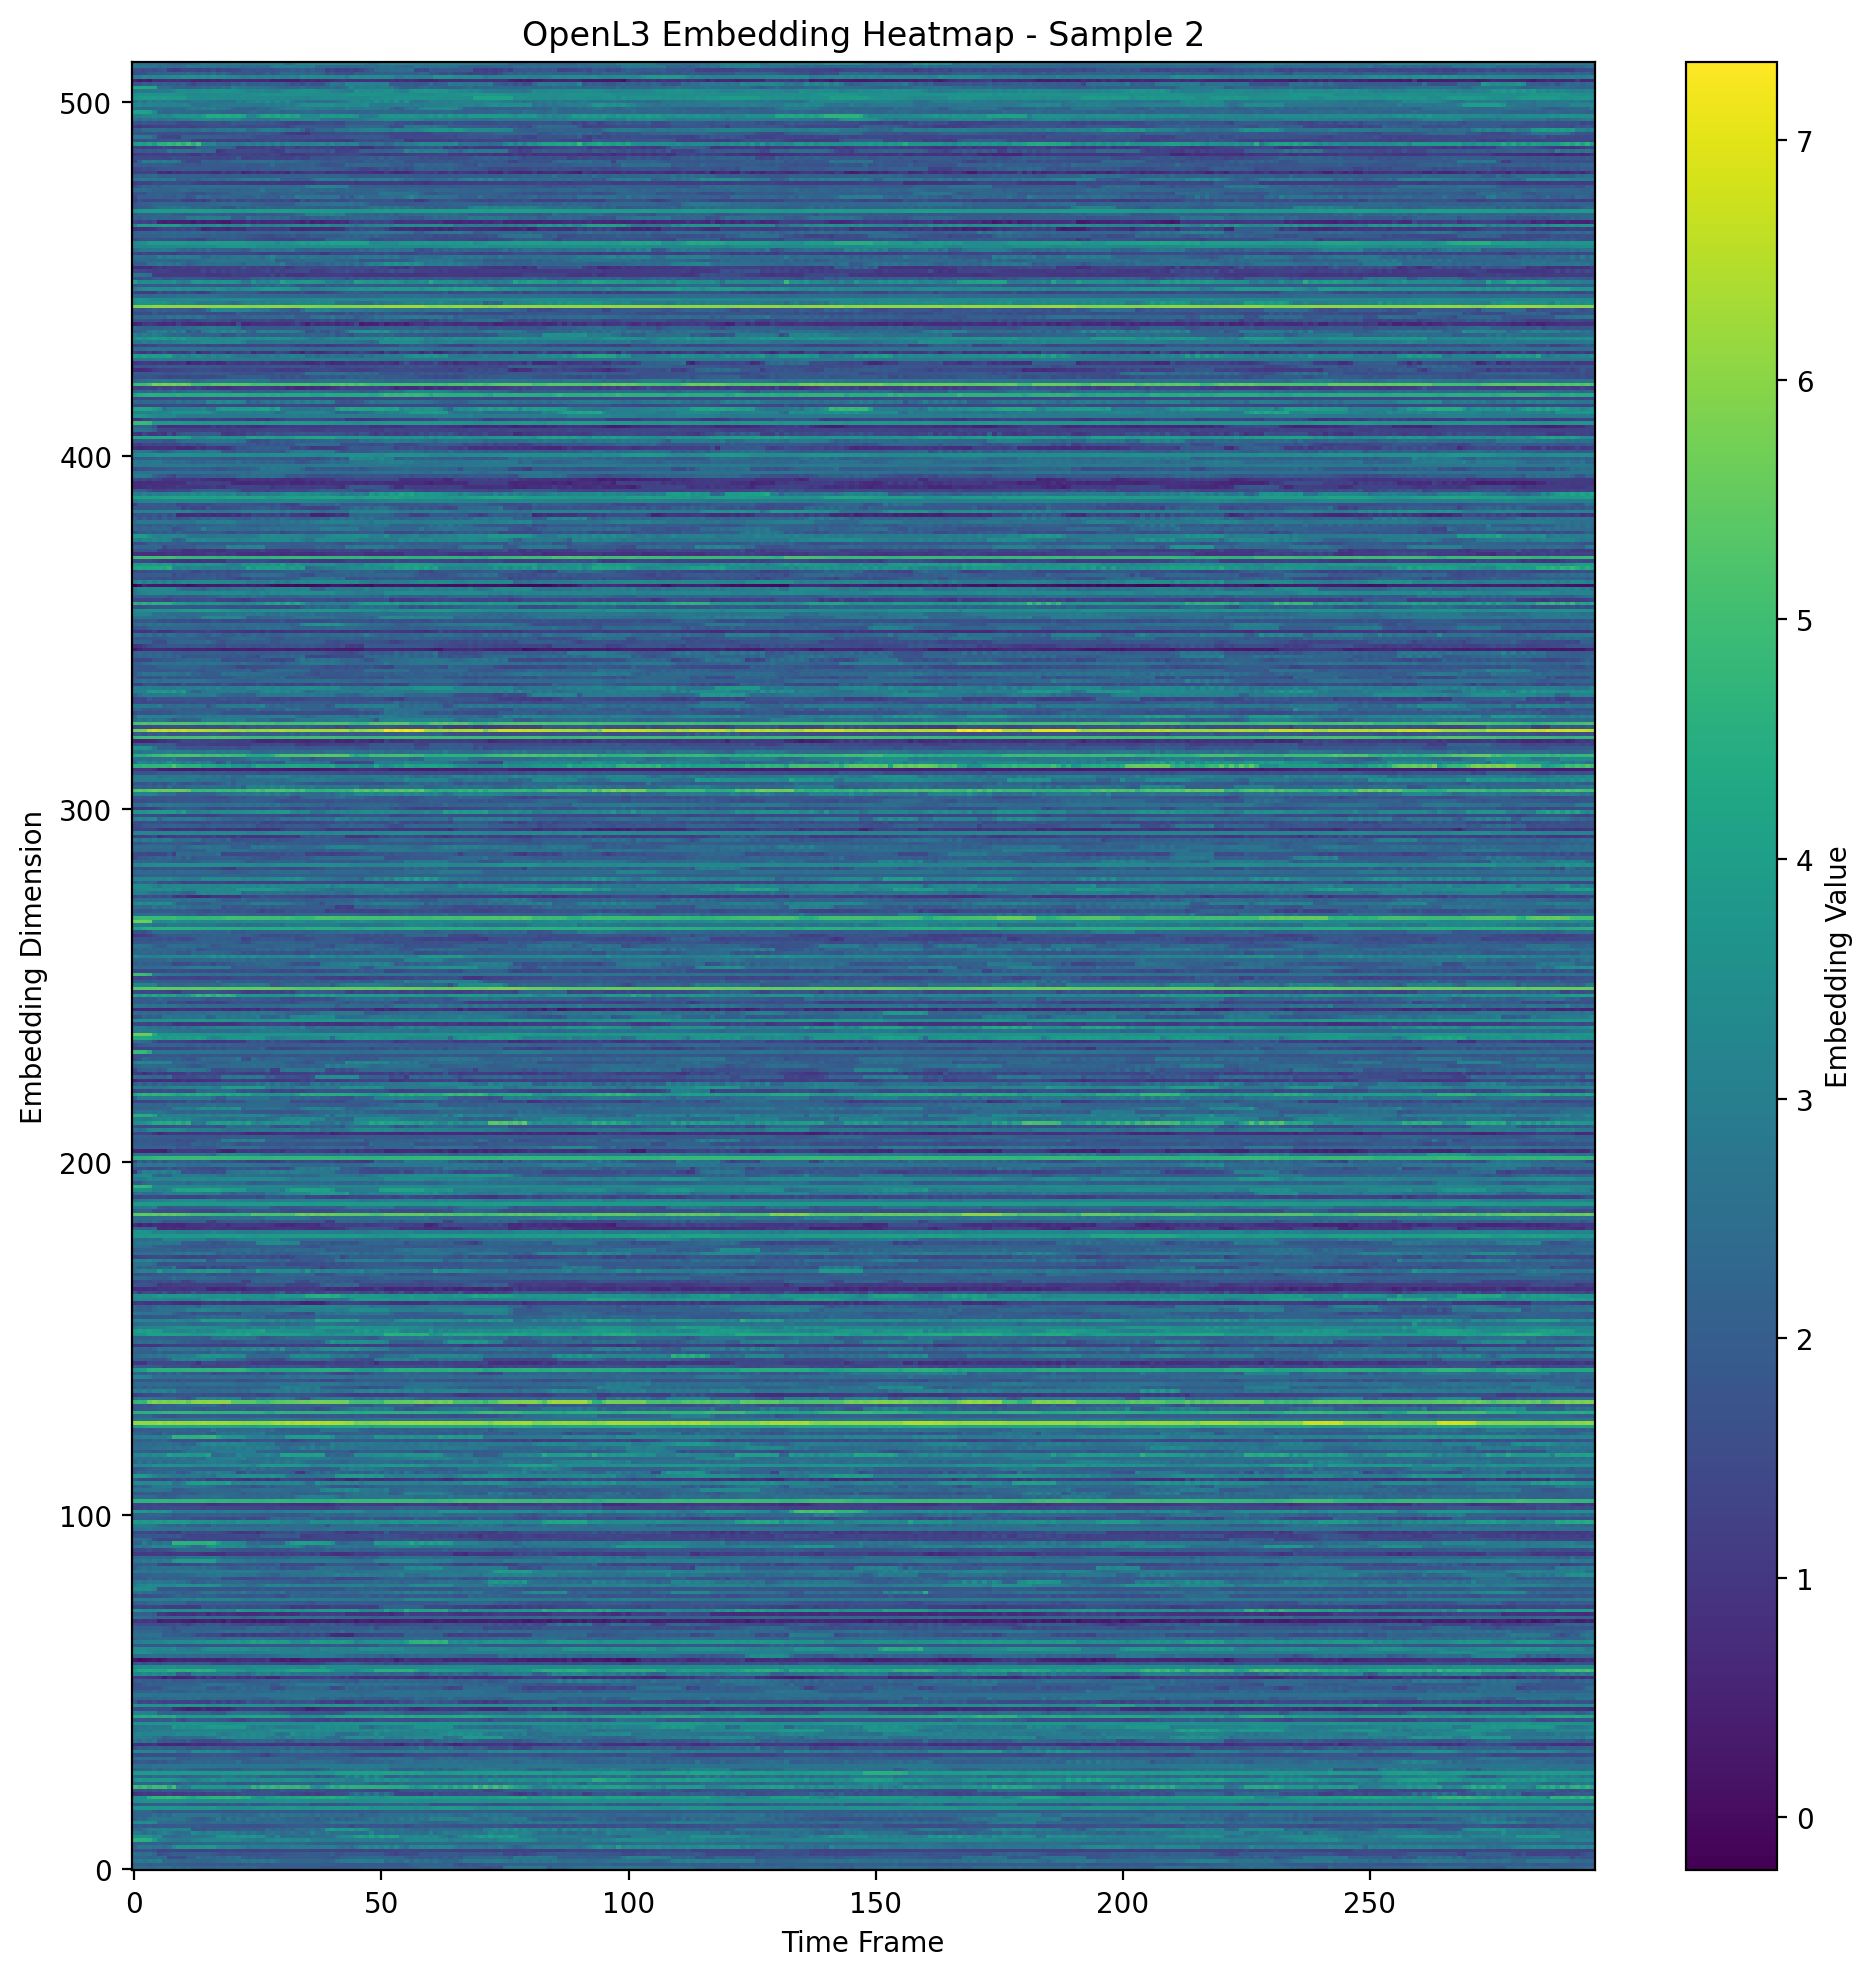 OpenL3 Embedding Heatmap - Sample 2
Embedding Dimension
500
400
300
200
100
0
0 50 100 150 200 250
Time Frame
7
6
5
4
3
2
1
0
Embedding Value